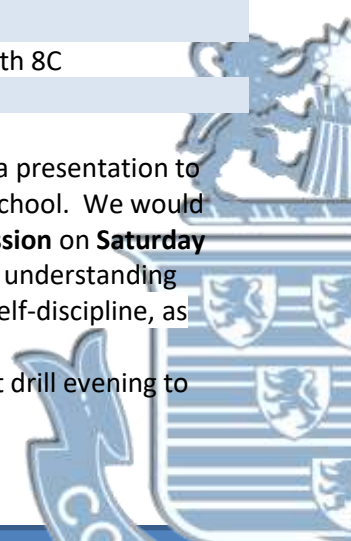 th 8C
a presentation to
chool. We would
ssion on Saturday
understanding
elf-discipline, as
t drill evening to
CO